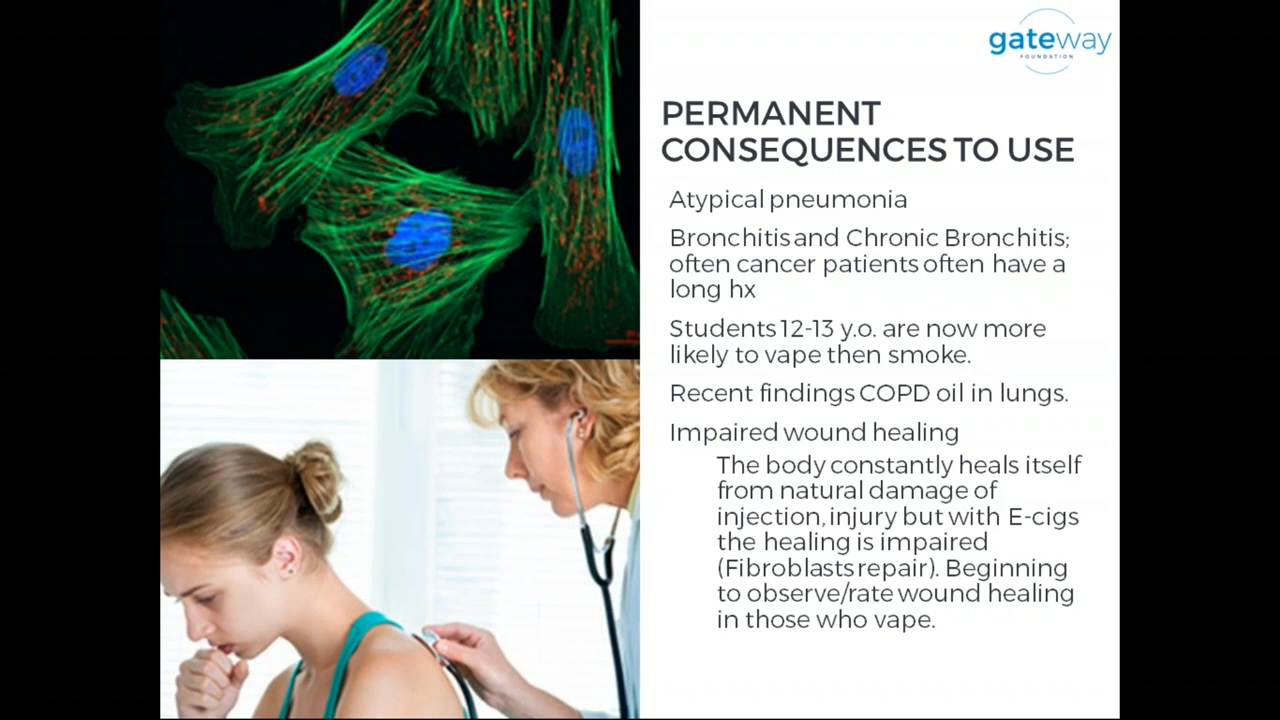 gateway
FOUNDATION
PERMANENT
CONSEQUENCES TO USE
Atypical pneumonia
Bronchitis and Chronic Bronchitis;
often cancer patients often have a
long hx
Students 12-13 y.o. are now more
likely to vape then smoke.
Recent findings COPD oil in lungs.
Impaired wound healing
The body constantly heals itself
from natural damage of
injection, injury but with E-cigs
the healing is impaired
(Fibroblasts repair). Beginning
to observe/rate wound healing
in those who vape.